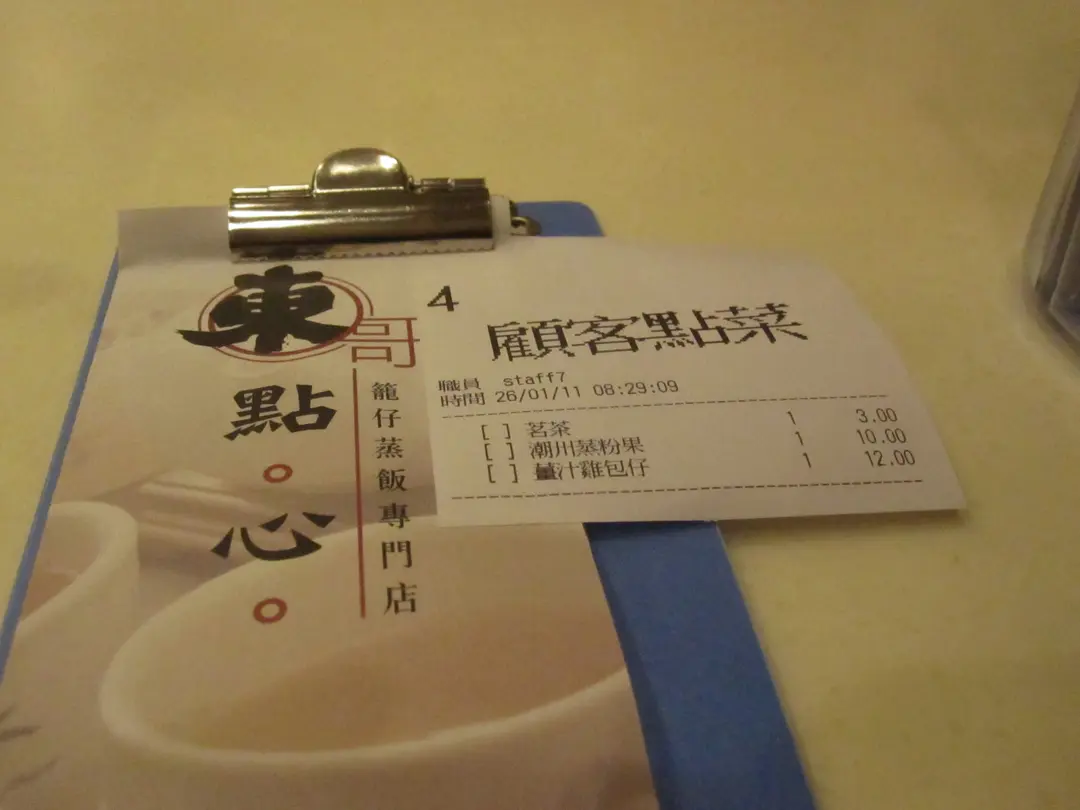 東哥
點心
籠仔蒸飯專門店
4
顧客點菜
職員 staff7
時間 26/01/11 08:29:09
[ ] 茗茶 1 3.00
[ ] 潮川蒸粉果 1 10.00
[ ] 薑汁雞包仔 1 12.00